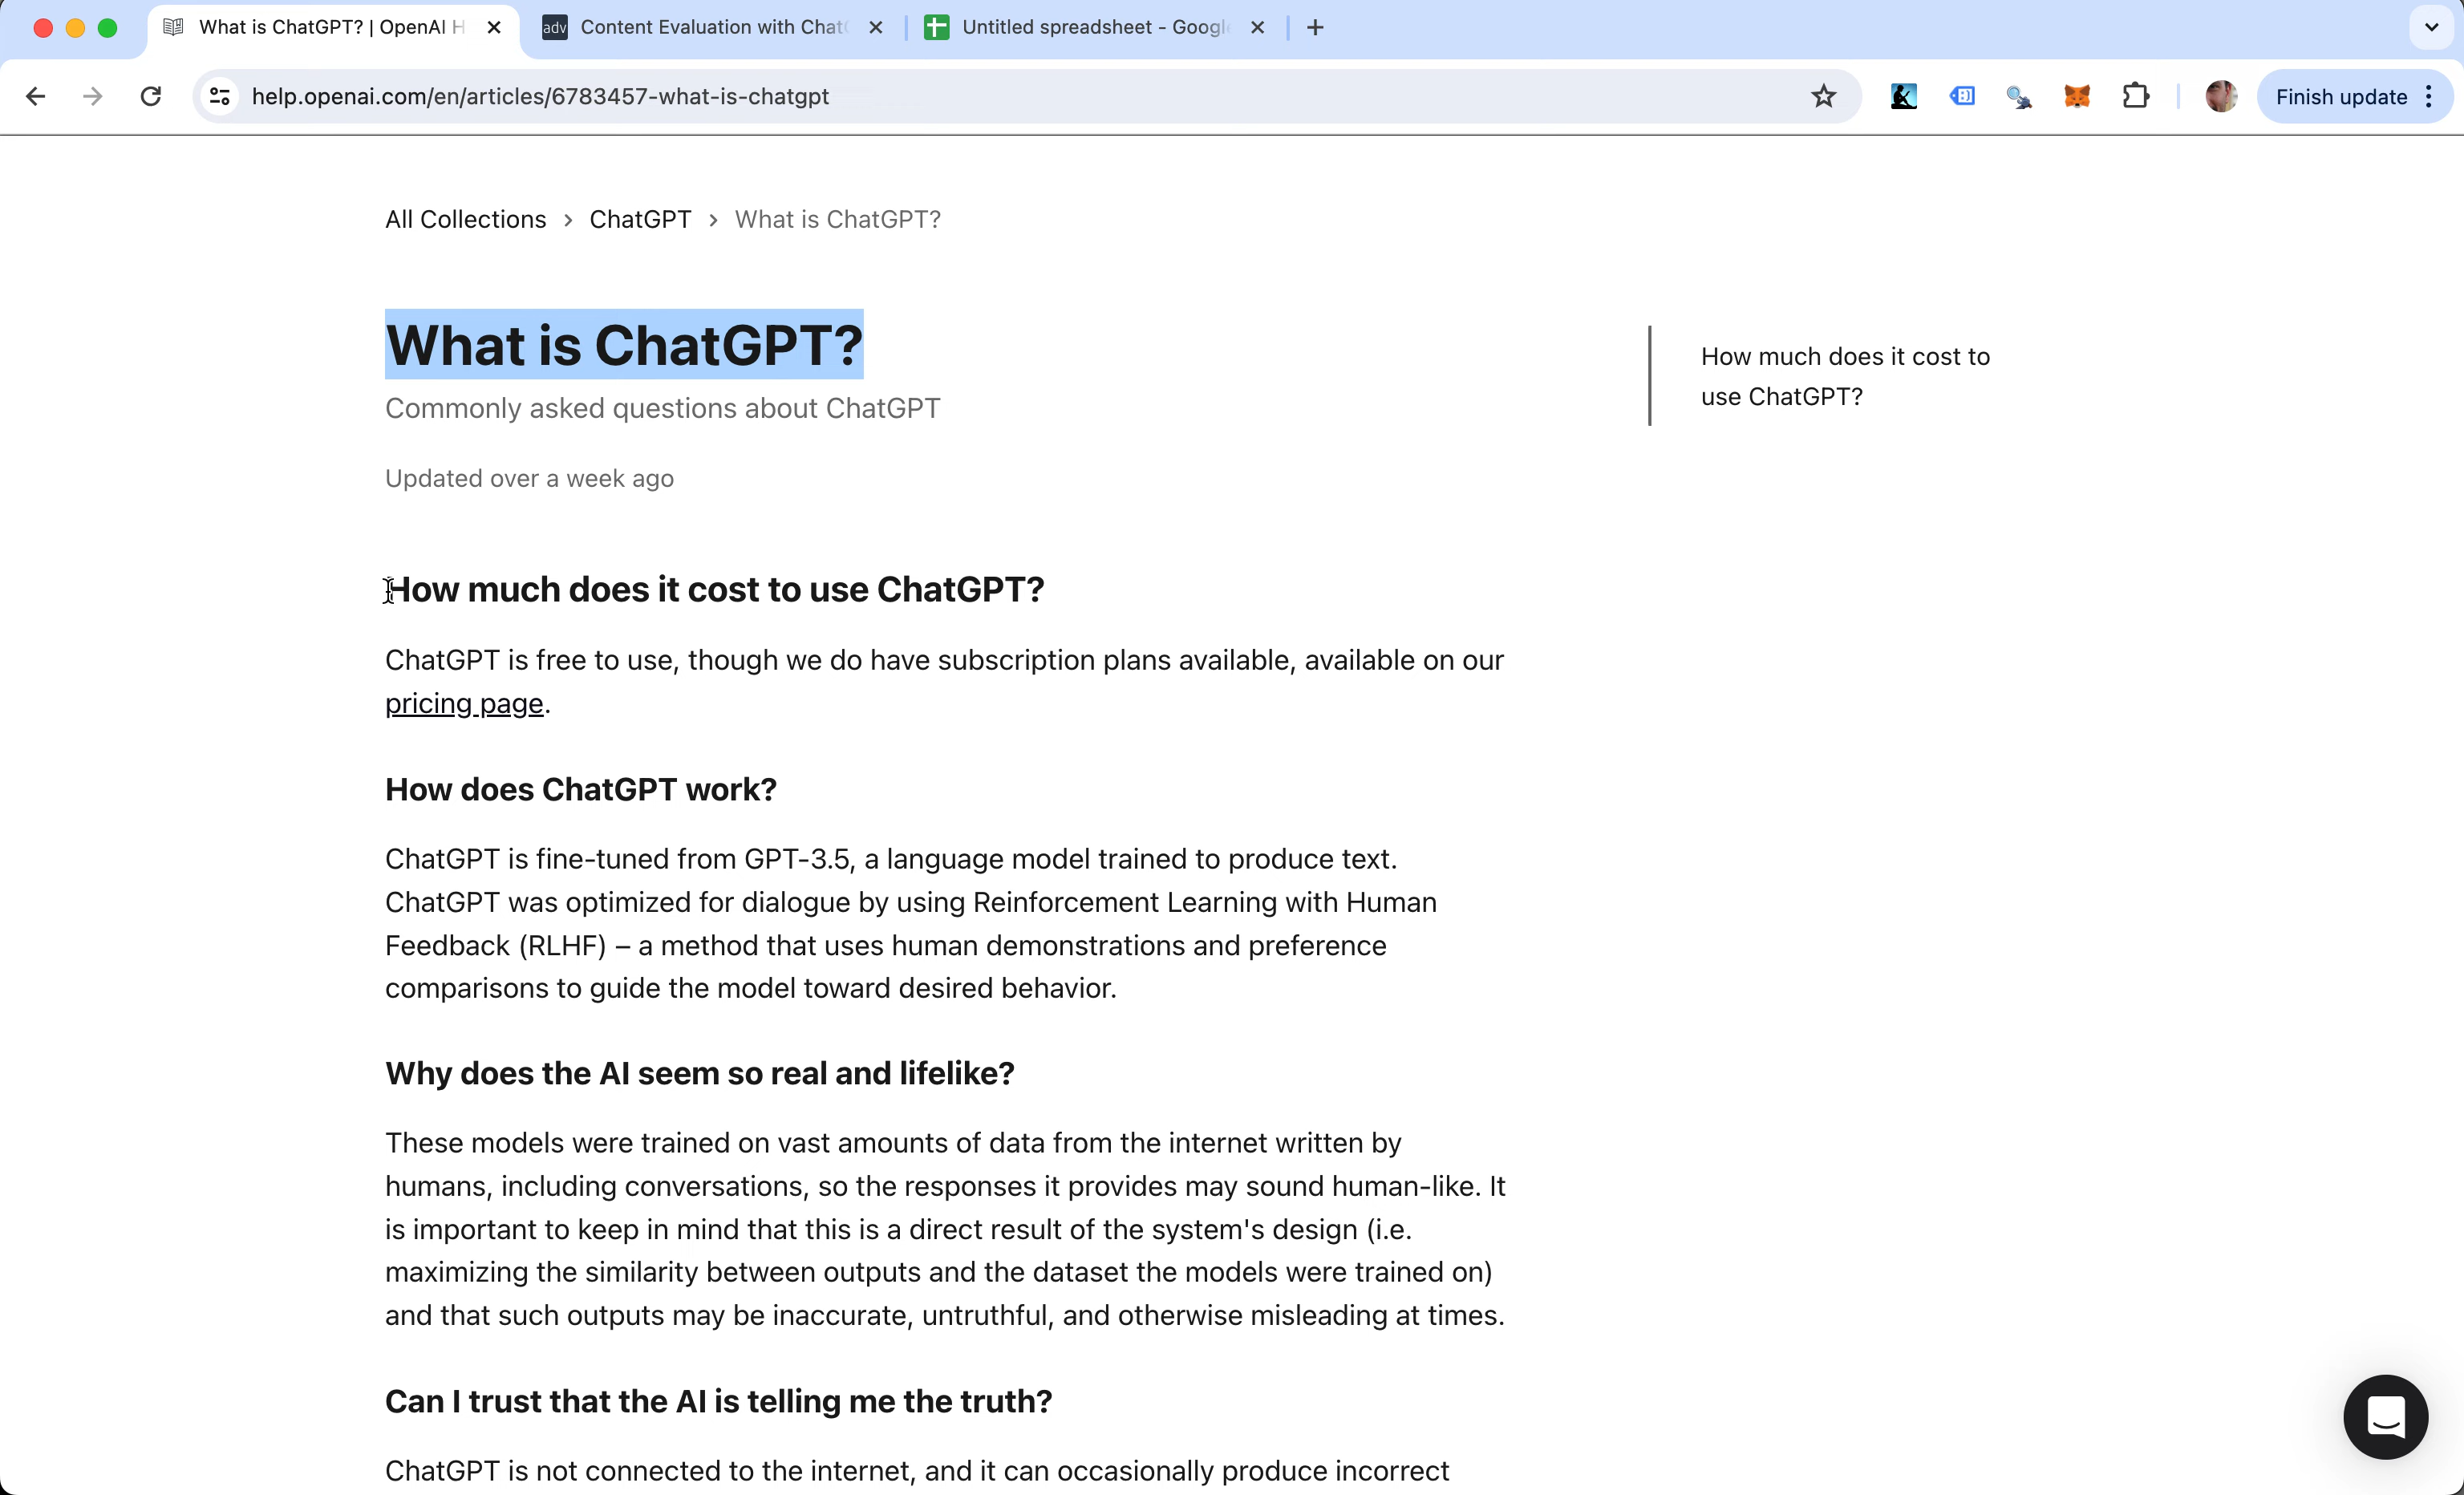 What is ChatGPT? | OpenAI H
adv Content Evaluation with Chat
Untitled spreadsheet - Googl
help.openai.com/en/articles/6783457-what-is-chatgpt
Finish update
All Collections > ChatGPT > What is ChatGPT?
What is ChatGPT?
Commonly asked questions about ChatGPT
Updated over a week ago
How much does it cost to
use ChatGPT?
How much does it cost to use ChatGPT?
ChatGPT is free to use, though we do have subscription plans available, available on our
pricing page.
How does ChatGPT work?
ChatGPT is fine-tuned from GPT-3.5, a language model trained to produce text.
ChatGPT was optimized for dialogue by using Reinforcement Learning with Human
Feedback (RLHF) – a method that uses human demonstrations and preference
comparisons to guide the model toward desired behavior.
Why does the AI seem so real and lifelike?
These models were trained on vast amounts of data from the internet written by
humans, including conversations, so the responses it provides may sound human-like. It
is important to keep in mind that this is a direct result of the system's design (i.e.
maximizing the similarity between outputs and the dataset the models were trained on)
and that such outputs may be inaccurate, untruthful, and otherwise misleading at times.
Can I trust that the AI is telling me the truth?
ChatGPT is not connected to the internet, and it can occasionally produce incorrect